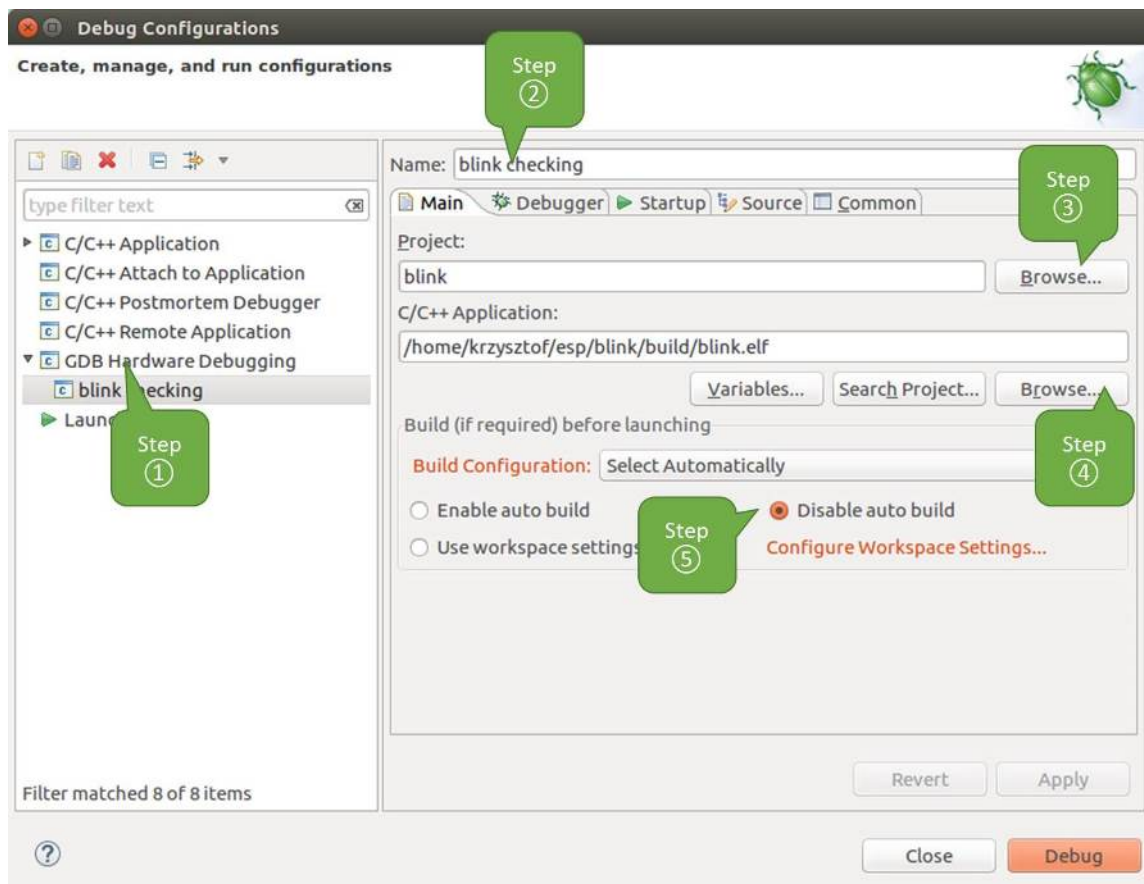 Debug Configurations
Create, manage, and run configurations
Step
②
type filter text
C/C++ Application
C/C++ Attach to Application
C/C++ Postmortem Debugger
C/C++ Remote Application
GDB Hardware Debugging
blink checking
Step
①
Filter matched 8 of 8 items
Name: blink checking
Step
③
Main Debugger Startup Source Common
Project:
blink Browse...
C/C++ Application:
/home/krzysztof/esp/blink/build/blink.elf
Variables... Search Project... Browse...
Step
④
Build (if required) before launching
Build Configuration: Select Automatically
Enable auto build Disable auto build
Step
⑤
Use workspace settings Configure Workspace Settings...
Revert Apply
Close Debug